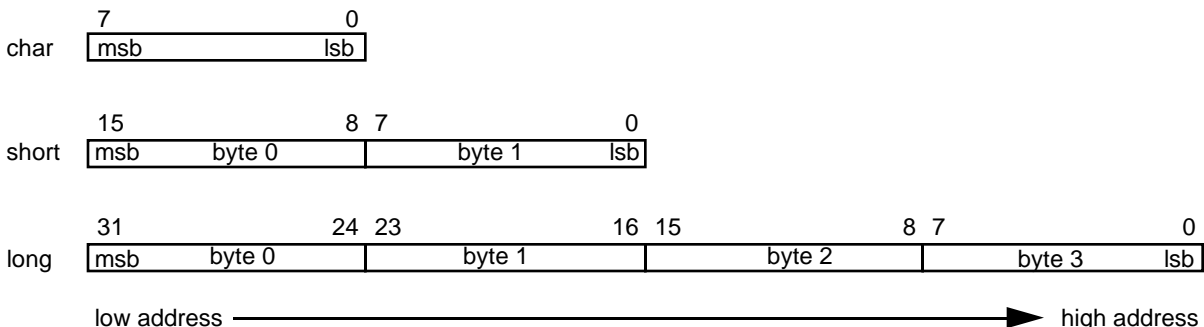 7 0
char msb lsb
15 8 7 0
short msb byte 0 byte 1 lsb
31 24 23 16 15 8 7 0
long msb byte 0 byte 1 byte 2 byte 3 lsb
low address high address